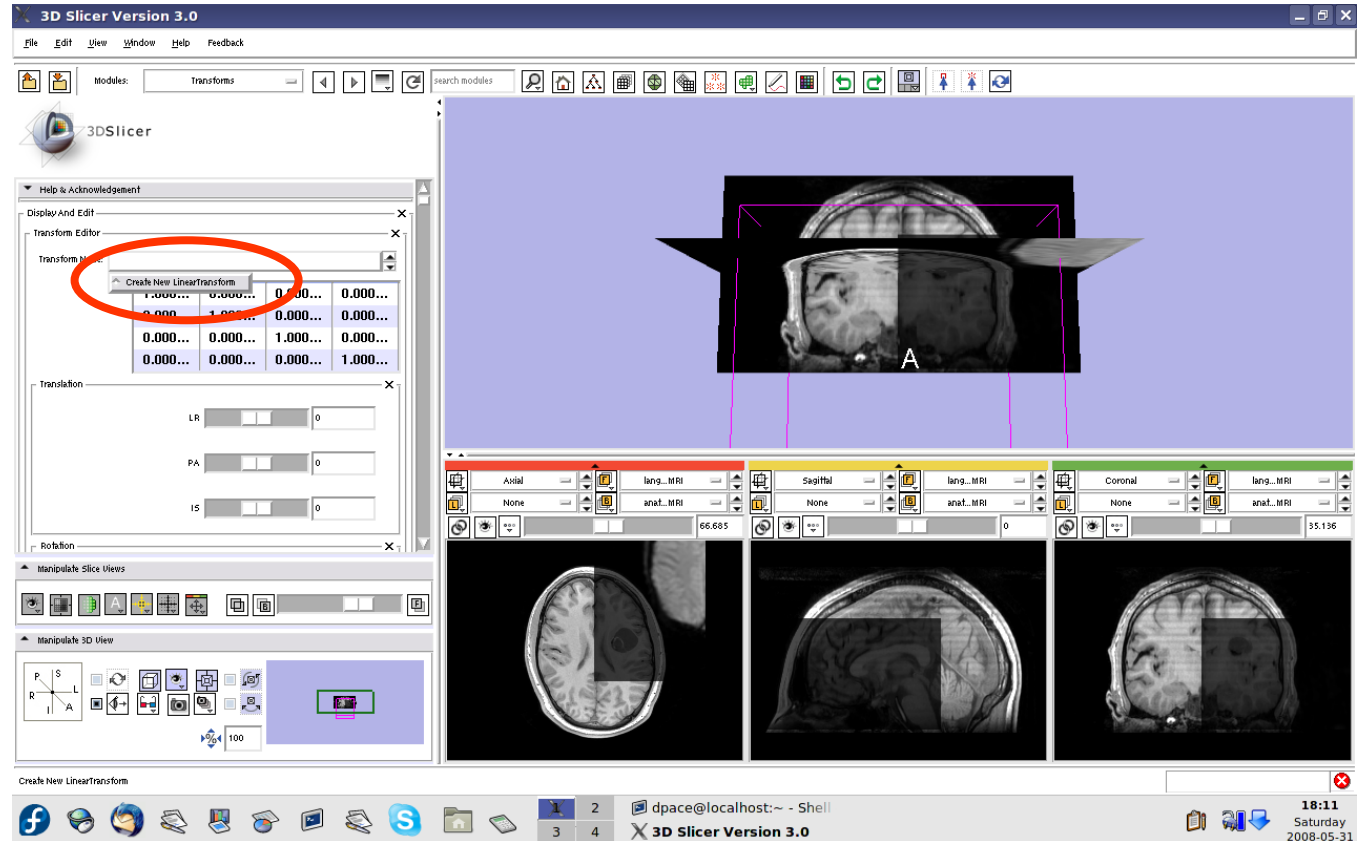 3D Slicer Version 3.0
File Edit View Window Help Feedback
Modules: Transforms search modules
3DSlicer
Help & Acknowledgement
Display And Edit
Transform Editor
Create New LinearTransform
0.000... 0.000...
1.000... 0.000... 0.000...
0.000... 0.000... 1.000... 0.000...
0.000... 0.000... 0.000... 1.000...
Translation
LR 0
PA 0
IS 0
Rotation
Manipulate Slice Views
A
F
B
Manipulate 3D View
P S
R L
I A
% 100
A
Axial lang...MRI
None anat...MRI
66.685
Sagittal lang...MRI
None anat...MRI
0
Coronal lang...MRI
None anat...MRI
35.136
Create New LinearTransform
1 2
3 4
dpace@localhost:~ - Shell
3D Slicer Version 3.0
18:11
Saturday
2008-05-31